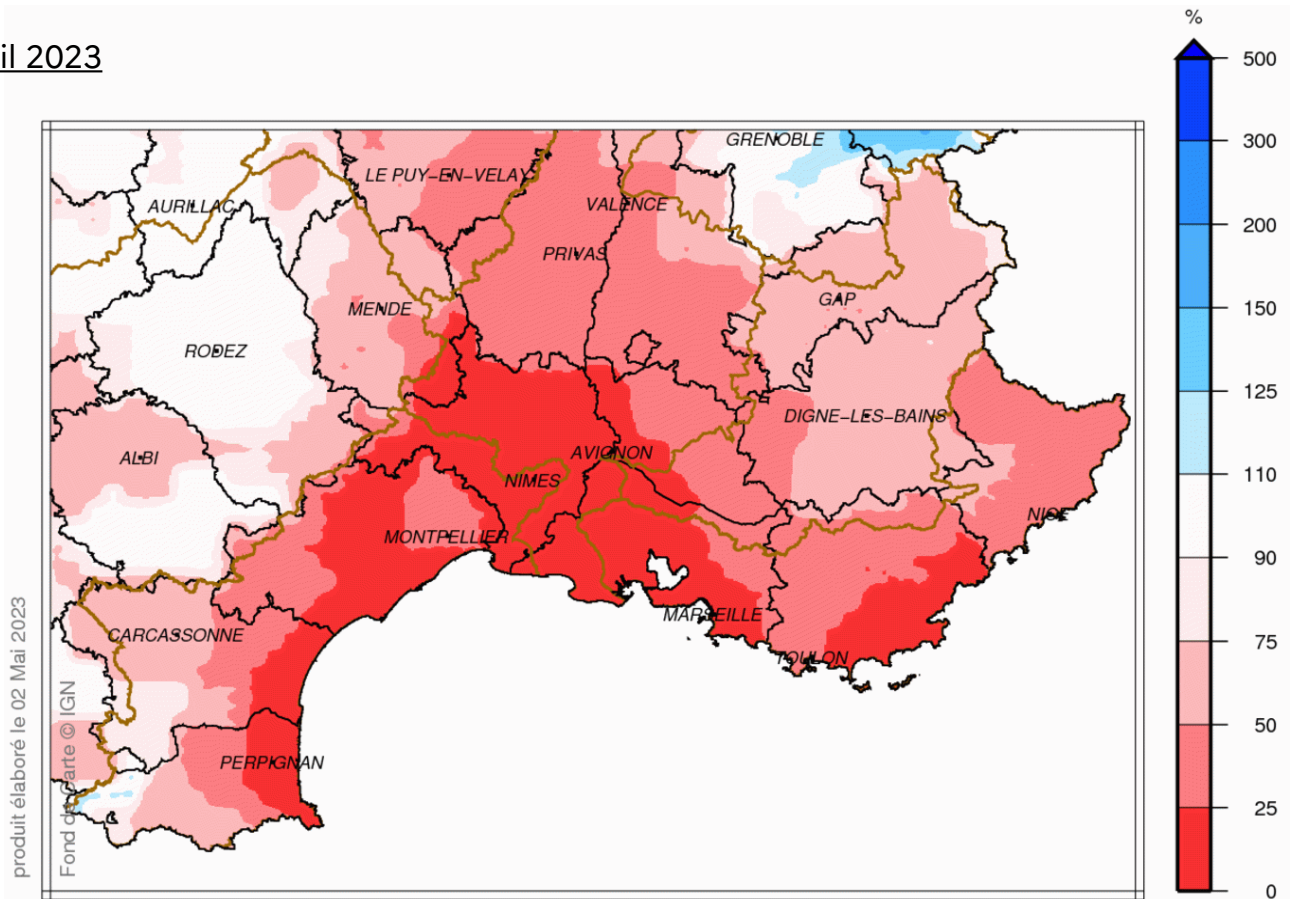 il 2023
%
500
300
200
150
125
110
90
75
50
25
0
GRENOBLE
LE PUY–EN–VELAY
AURILLAC
VALENCE
PRIVAS
MENDE
GAP
RODEZ
DIGNE–LES–BAINS
ALBI
AVIGNON
NIMES
NICE
MONTPELLIER
MARSEILLE
CARCASSONNE
TOULON
PERPIGNAN
produit élaboré le 02 Mai 2023
Fond de Carte © IGN